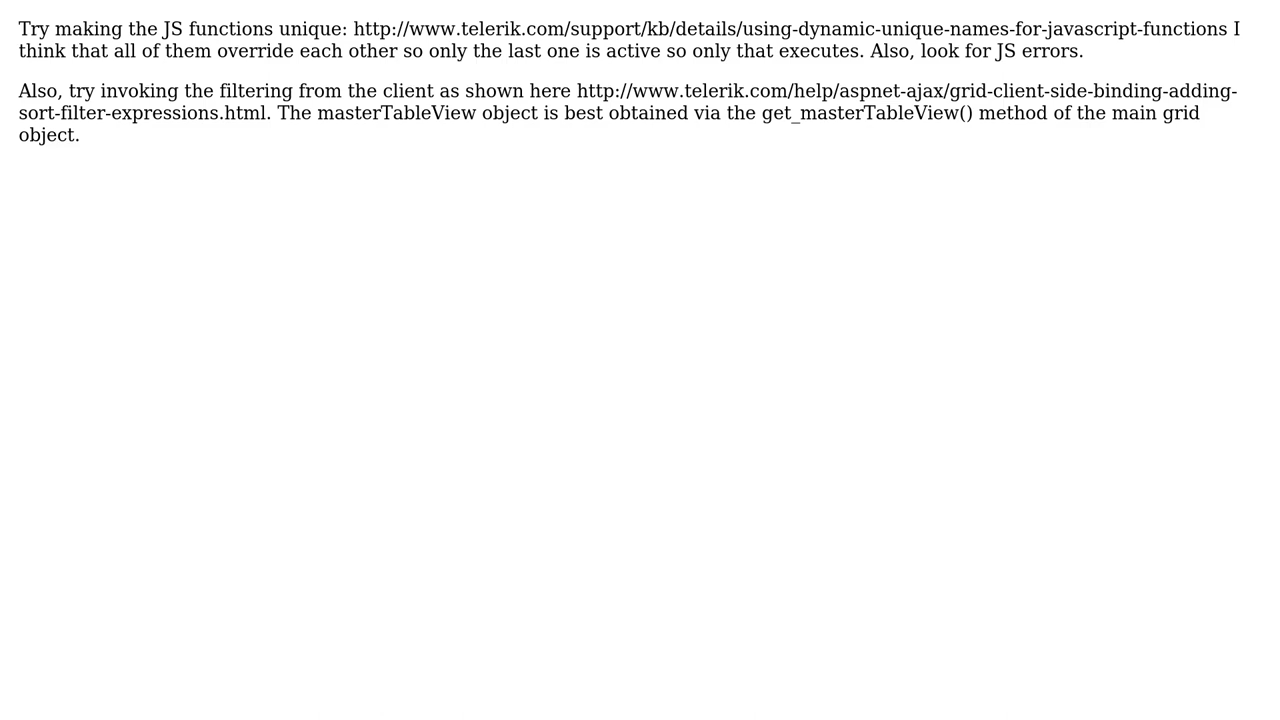 Try making the JS functions unique: http://www.telerik.com/support/kb/details/using-dynamic-unique-names-for-javascript-functions I
think that all of them override each other so only the last one is active so only that executes. Also, look for JS errors.
Also, try invoking the filtering from the client as shown here http://www.telerik.com/help/aspnet-ajax/grid-client-side-binding-adding-
sort-filter-expressions.html. The masterTableView object is best obtained via the get_masterTableView() method of the main grid
object.